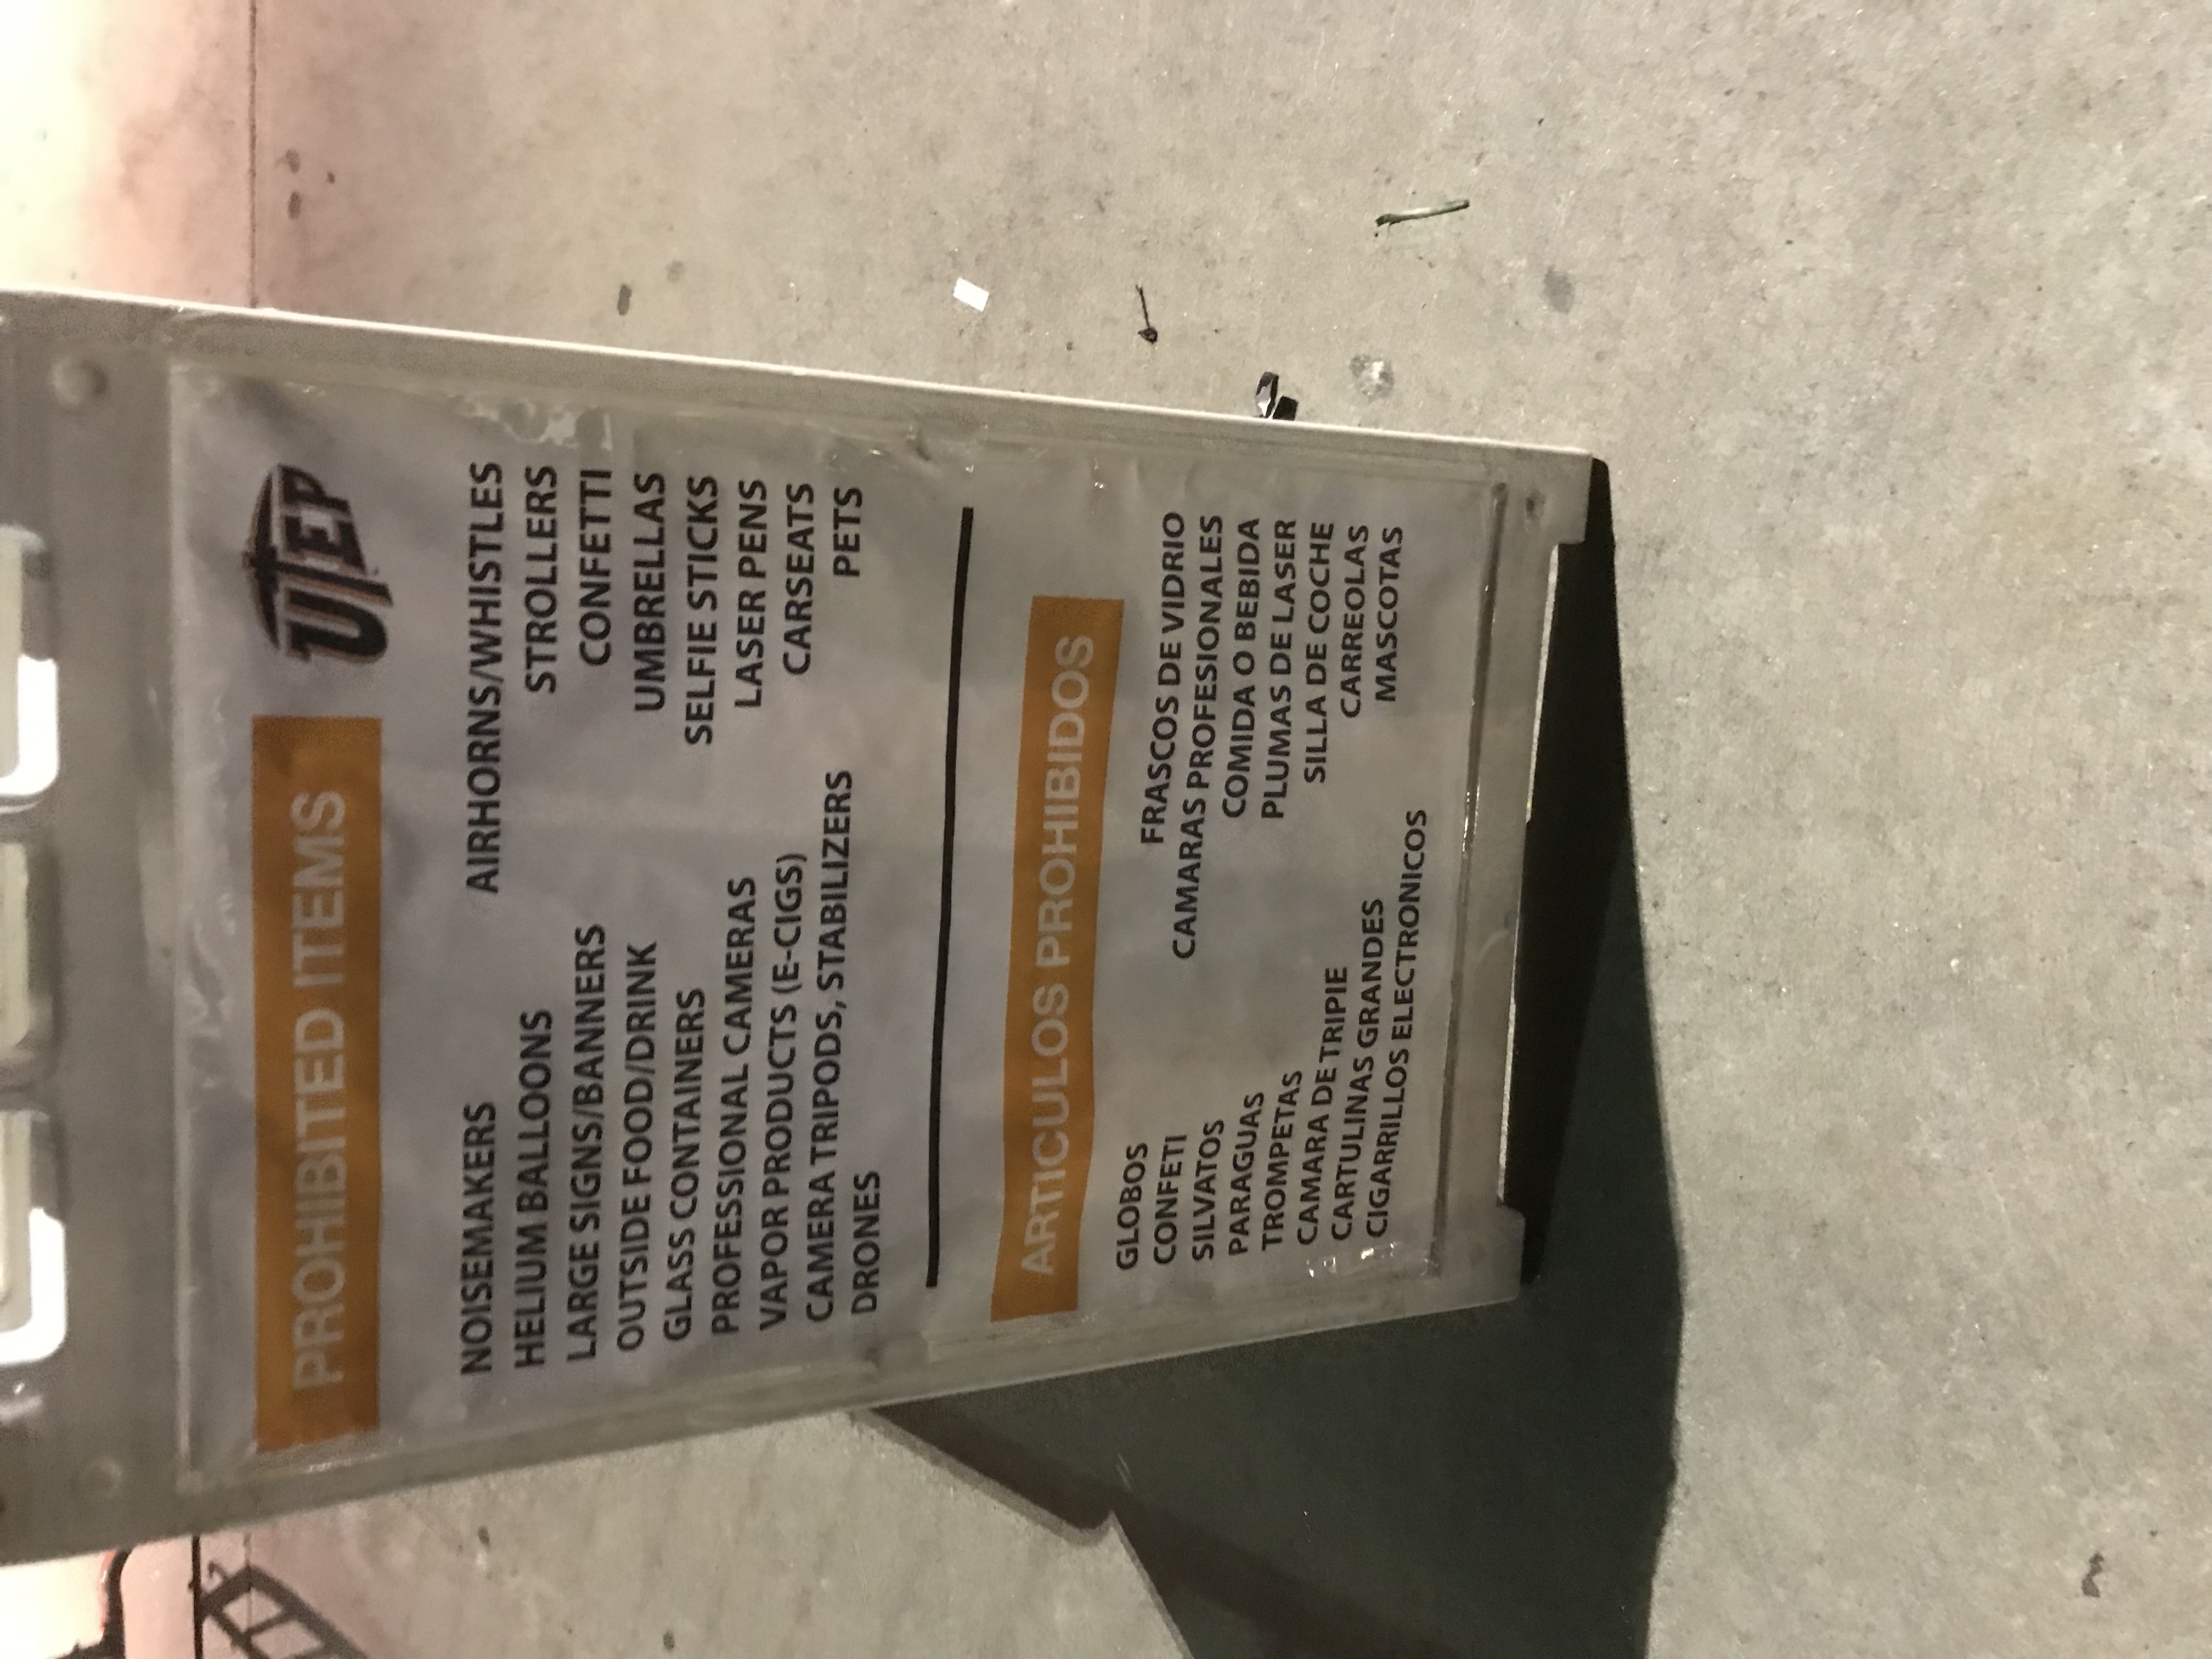 PROHIBITED ITEMS
UTEP
NOISEMAKERS
HELIUM BALLOONS
LARGE SIGNS/BANNERS
OUTSIDE FOOD/DRINK
GLASS CONTAINERS
PROFESSIONAL CAMERAS
VAPOR PRODUCTS (E-CIGS)
CAMERA TRIPODS, STABILIZERS
DRONES
AIRHORNS/WHISTLES
STROLLERS
CONFETTI
UMBRELLAS
SELFIE STICKS
LASER PENS
CARSEATS
PETS
ARTICULOS PROHIBIDOS
GLOBOS
CONFETI
SILVATOS
PARAGUAS
TROMPETAS
CAMARA DE TRIPIE
CARTULINAS GRANDES
CIGARRILLOS ELECTRONICOS
FRASCOS DE VIDRIO
CAMARAS PROFESIONALES
COMIDA O BEBIDA
PLUMAS DE LASER
SILLA DE COCHE
CARREOLAS
MASCOTAS